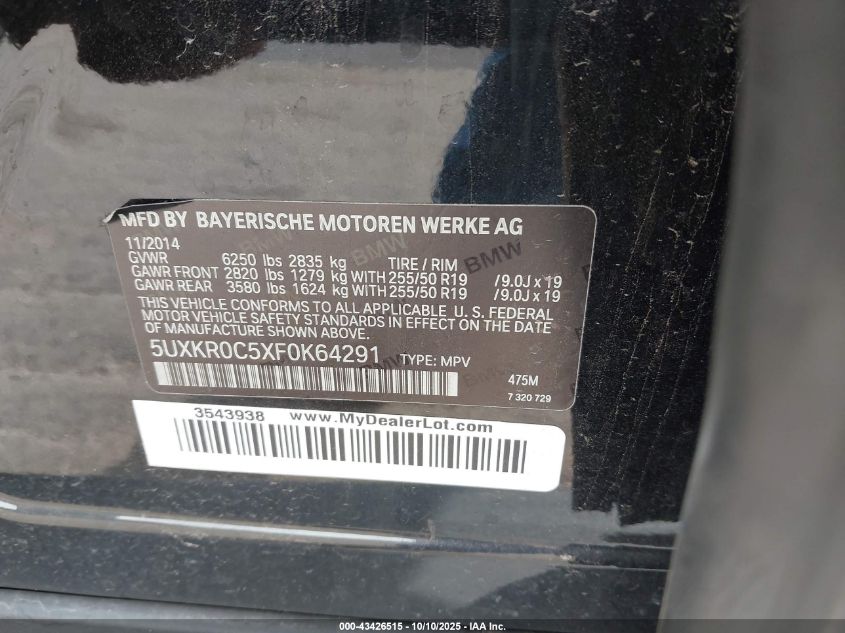 MFD BY BAYERISCHE MOTOREN WERKE AG
11/2014
GVWR 6250 lbs 2835 kg TIRE / RIM
GAWR FRONT 2820 lbs 1279 kg WITH 255/50 R19 /9.0J x 19
GAWR REAR 3580 lbs 1624 kg WITH 255/50 R19 /9.0J x 19
THIS VEHICLE CONFORMS TO ALL APPLICABLE U. S. FEDERAL
MOTOR VEHICLE SAFETY STANDARDS IN EFFECT ON THE DATE
OF MANUFACTURE SHOWN ABOVE.
5UXKR0C5XF0K64291 TYPE: MPV
475M
7 320 729
3543938 www.MyDealerLot.com
000-43426515 - 10/10/2025 - IAA Inc.